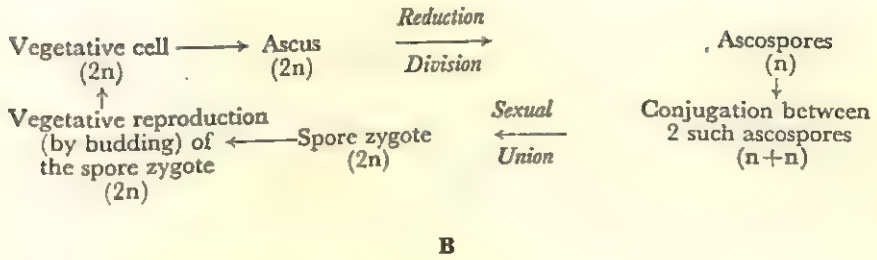 Reduction
Vegetative cell → Ascus → Ascospores
(2n) (2n) Division (n)
↑ ↓
Vegetative reproduction Sexual Conjugation between
(by budding) of ← Spore zygote ← 2 such ascospores
the spore zygote (2n) Union (n+n)
(2n)
B